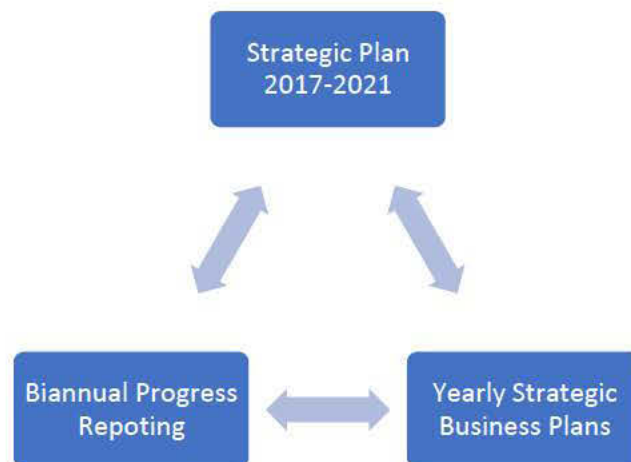 Strategic Plan
2017-2021
Biannual Progress
Repoting
Yearly Strategic
Business Plans